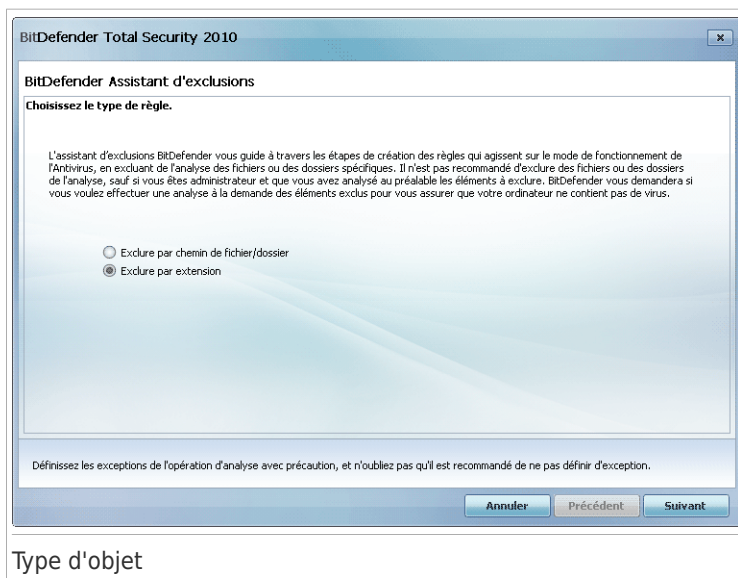 BitDefender Total Security 2010
x
BitDefender Assistant d'exclusions
Choisissez le type de règle.
L'assistant d'exclusions BitDefender vous guide à travers les étapes de création des règles qui agissent sur le mode de fonctionnement de
l'Antivirus, en excluant de l'analyse des fichiers ou des dossiers spécifiques. Il n'est pas recommandé d'exclure des fichiers ou des dossiers
de l'analyse, sauf si vous êtes administrateur et que vous avez analysé au préalable les éléments à exclure. BitDefender vous demandera si
vous voulez effectuer une analyse à la demande des éléments exclus pour vous assurer que votre ordinateur ne contient pas de virus.
Exclure par chemin de fichier/dossier
Exclure par extension
Définissez les exceptions de l'opération d'analyse avec précaution, et n'oubliez pas qu'il est recommandé de ne pas définir d'exception.
Annuler Précédent Suivant
Type d'objet